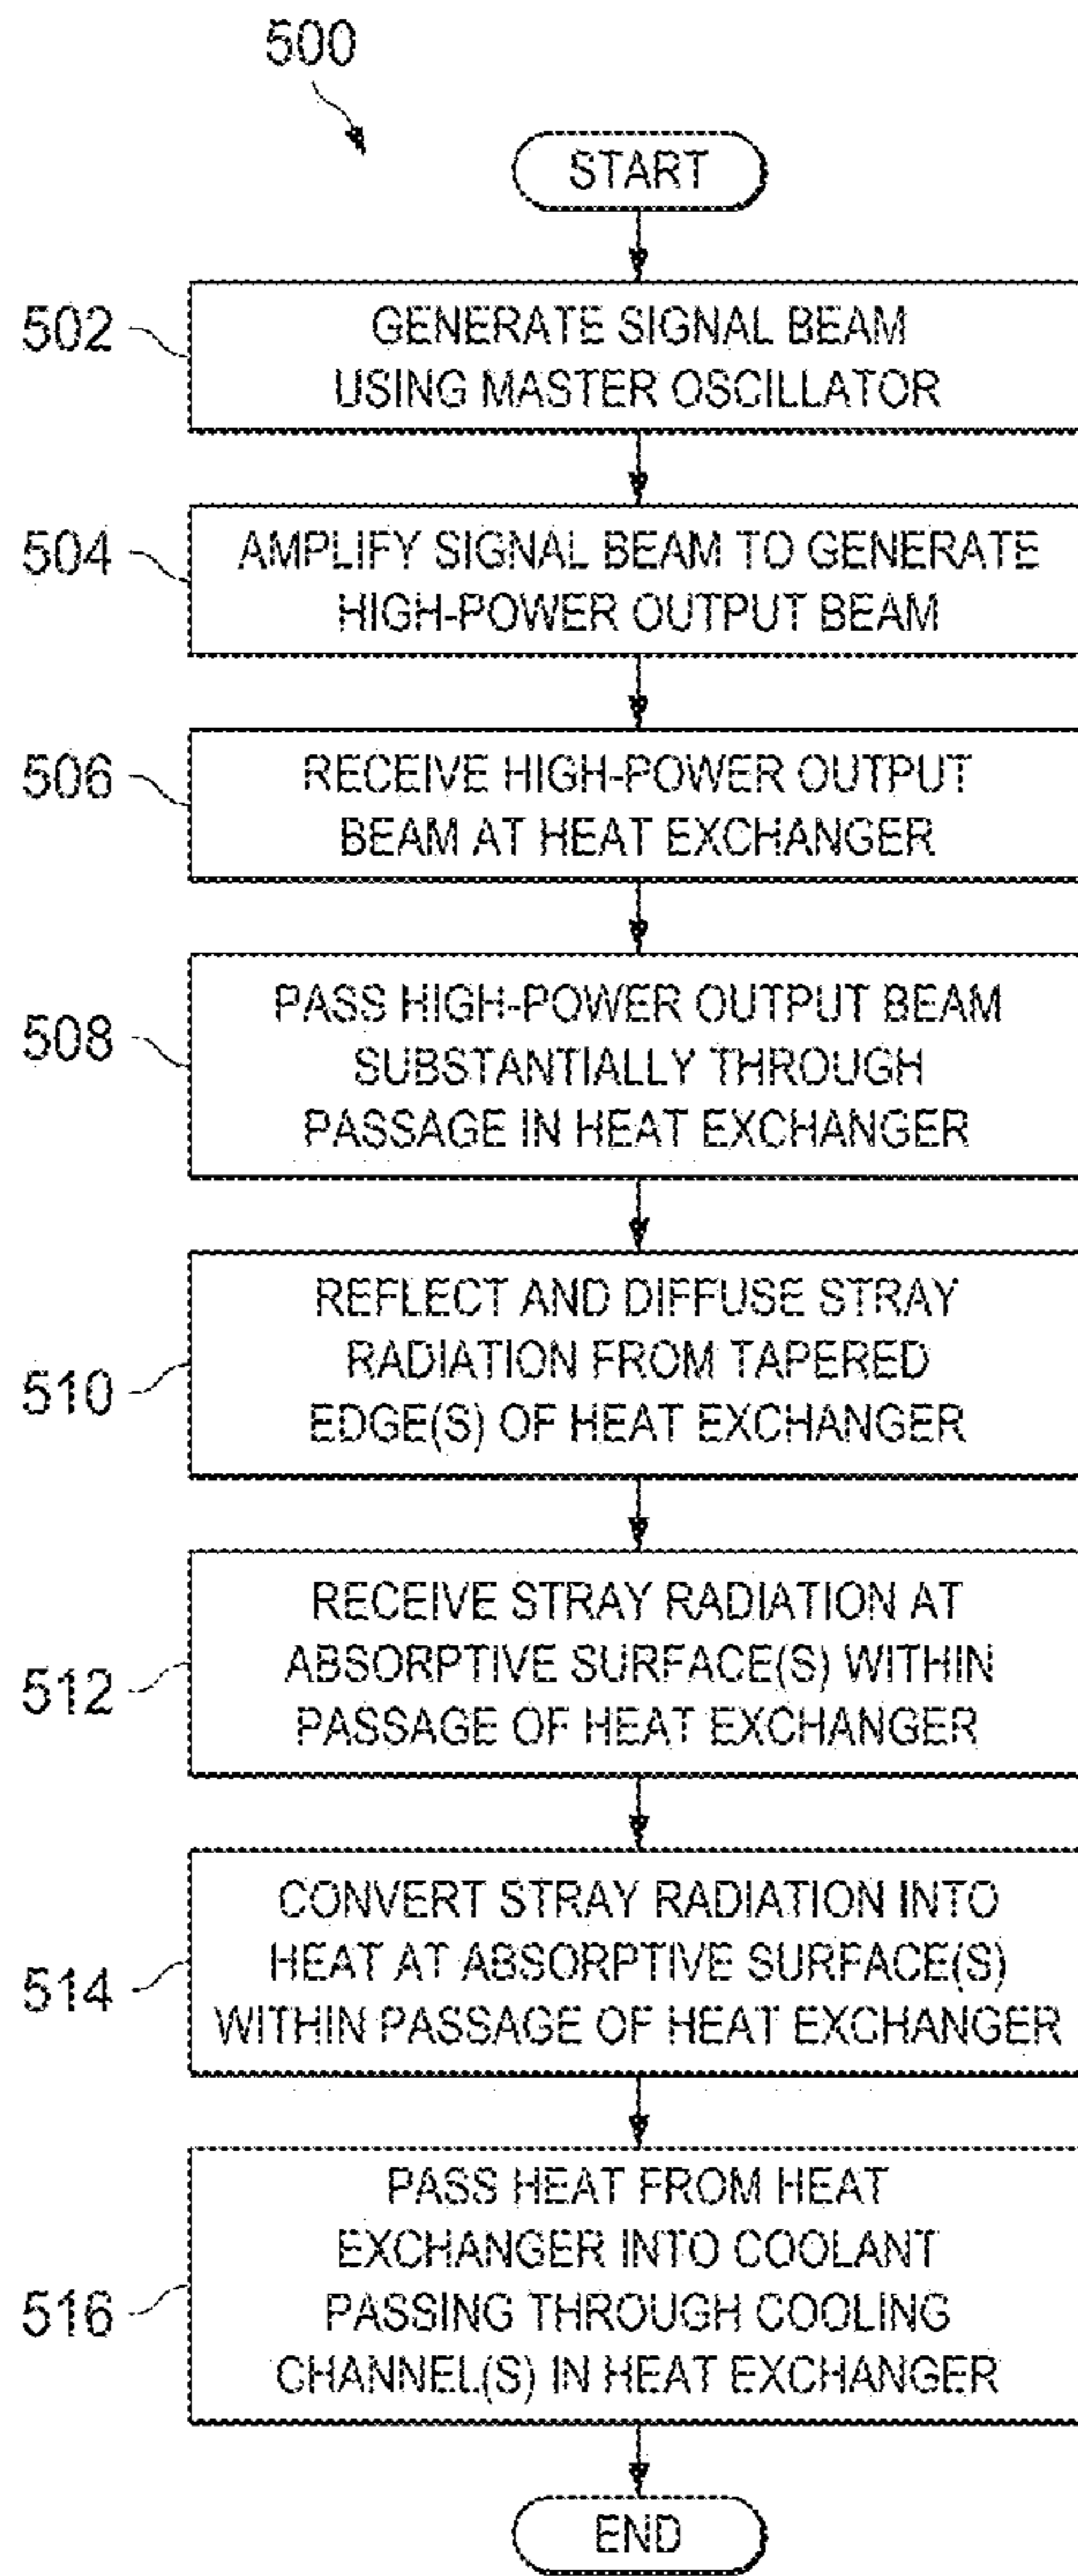 500
START
502
GENERATE SIGNAL BEAM
USING MASTER OSCILLATOR
504
AMPLIFY SIGNAL BEAM TO GENERATE
HIGH-POWER OUTPUT BEAM
506
RECEIVE HIGH-POWER OUTPUT
BEAM AT HEAT EXCHANGER
508
PASS HIGH-POWER OUTPUT BEAM
SUBSTANTIALLY THROUGH
PASSAGE IN HEAT EXCHANGER
510
REFLECT AND DIFFUSE STRAY
RADIATION FROM TAPERED
EDGE(S) OF HEAT EXCHANGER
512
RECEIVE STRAY RADIATION AT
ABSORPTIVE SURFACE(S) WITHIN
PASSAGE OF HEAT EXCHANGER
514
CONVERT STRAY RADIATION INTO
HEAT AT ABSORPTIVE SURFACE(S)
WITHIN PASSAGE OF HEAT EXCHANGER
516
PASS HEAT FROM HEAT
EXCHANGER INTO COOLANT
PASSING THROUGH COOLING
CHANNEL(S) IN HEAT EXCHANGER
END